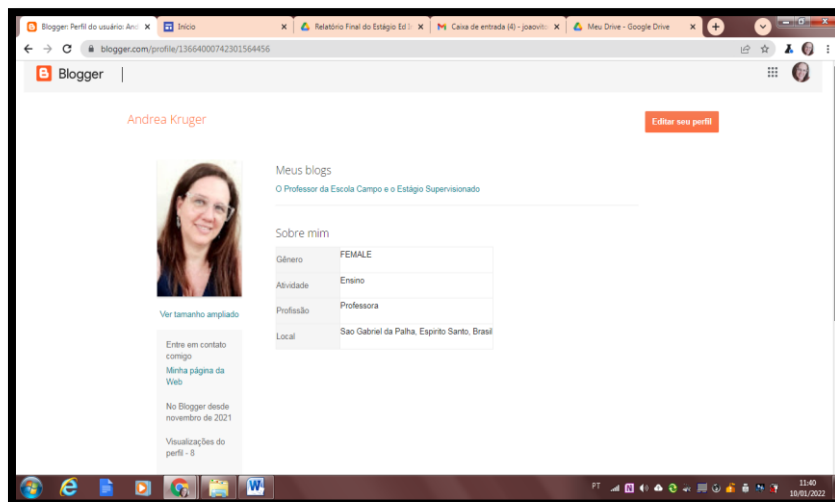 Blogger: Perfil do usuário: And
Início
Relatório Final do Estágio Ed
Caixa de entrada (4) - joaovito
Meu Drive - Google Drive
blogger.com/profile/13664000742301564456
Blogger
Andrea Kruger
Editar seu perfil
Meus blogs
O Professor da Escola Campo e o Estágio Supervisionado
Sobre mim
Gênero FEMALE
Atividade Ensino
Profissão Professora
Local Sao Gabriel da Palha, Espirito Santo, Brasil
Ver tamanho ampliado
Entre em contato
comigo
Minha página da
Web
No Blogger desde
novembro de 2021
Visualizações do
perfil - 8
PT
11:40
10/01/2022